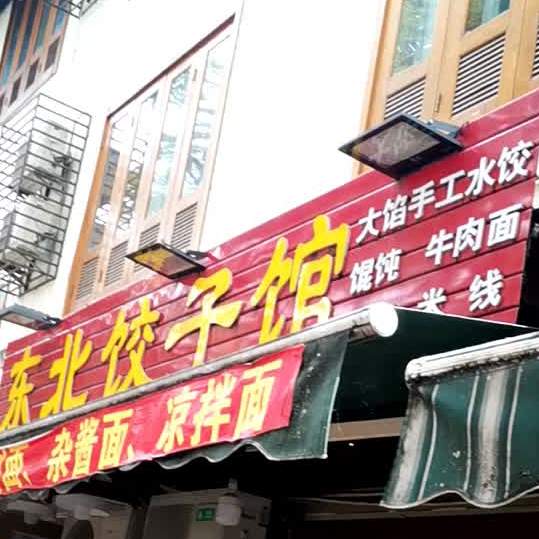 东北饺子馆
大馅手工水饺
馄饨 牛肉面
米线
面、杂酱面、凉拌面